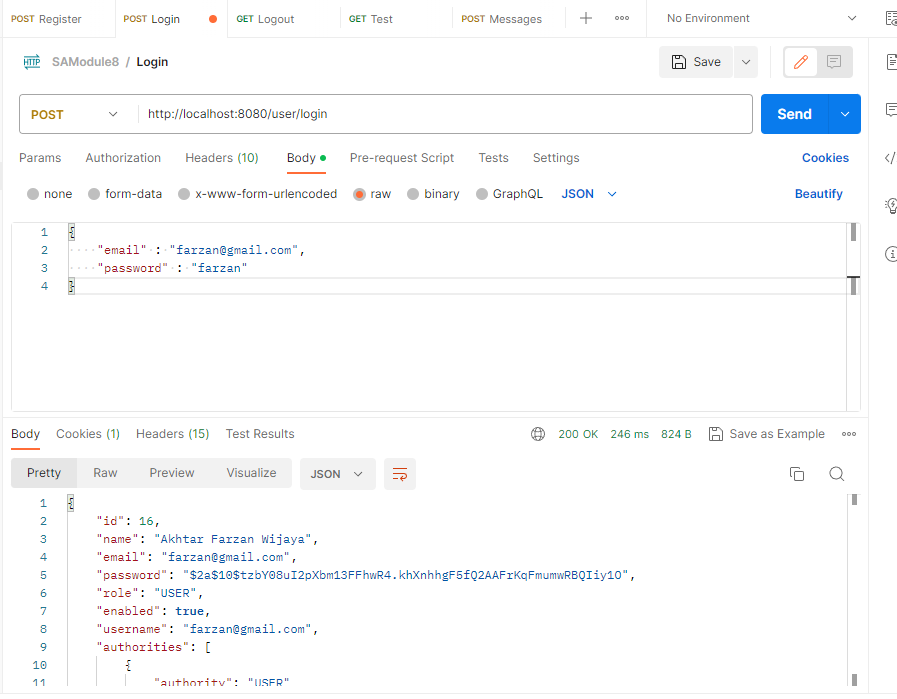 POST Register POST Login GET Logout GET Test POST Messages No Environment
HTTP SAModule8 / Login Save
POST http://localhost:8080/user/login Send
Params Authorization Headers (10) Body Pre-request Script Tests Settings Cookies
none form-data x-www-form-urlencoded raw binary GraphQL JSON Beautify
1 {
2 "email" : "farzan@gmail.com",
3 "password" : "farzan"
4 }
Body Cookies (1) Headers (15) Test Results 200 OK 246 ms 824 B Save as Example
Pretty Raw Preview Visualize JSON
1 {
2 "id": 16,
3 "name": "Akhtar Farzan Wijaya",
4 "email": "farzan@gmail.com",
5 "password": "$2a$10$tzbY08uI2pXbm13FFhwR4.khXnhhgF5fQ2AAFrKqFmumwRBQIiy1O",
6 "role": "USER",
7 "enabled": true,
8 "username": "farzan@gmail.com",
9 "authorities": [
10 {
11 "authority": "USER"